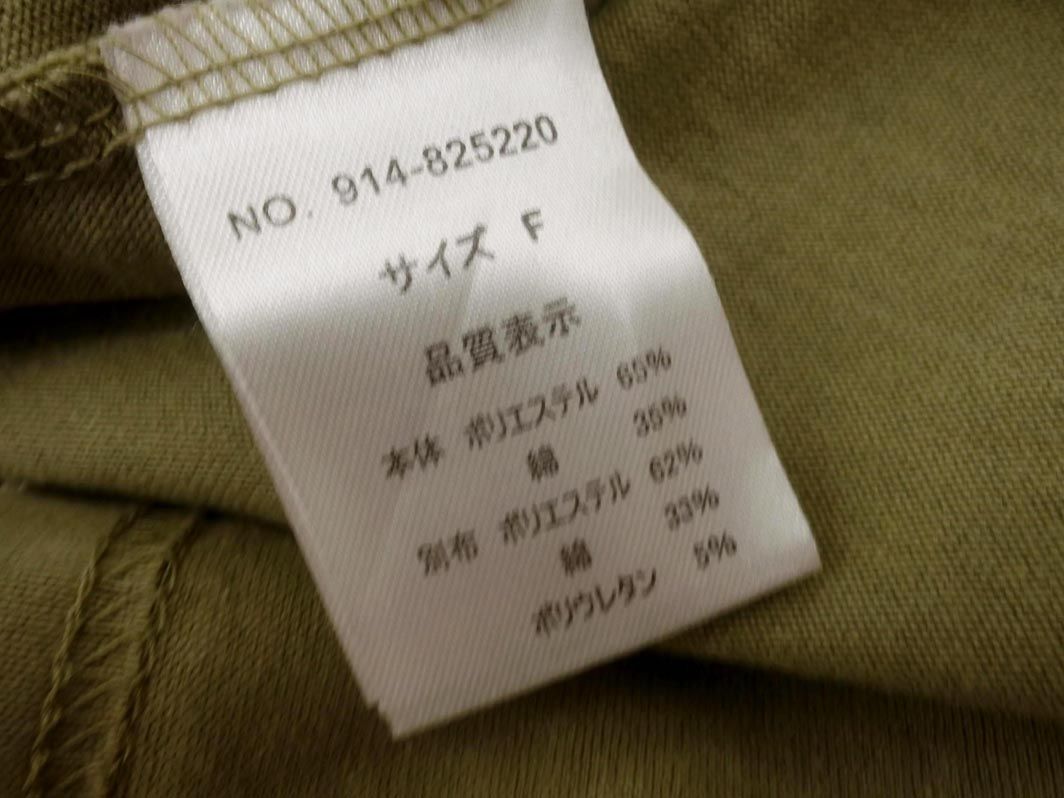 NO. 914-825220
サイズ F
品質表示
本体 ポリエステル 65%
綿 35%
別布 ポリエステル 62%
綿 33%
ポリウレタン 5%